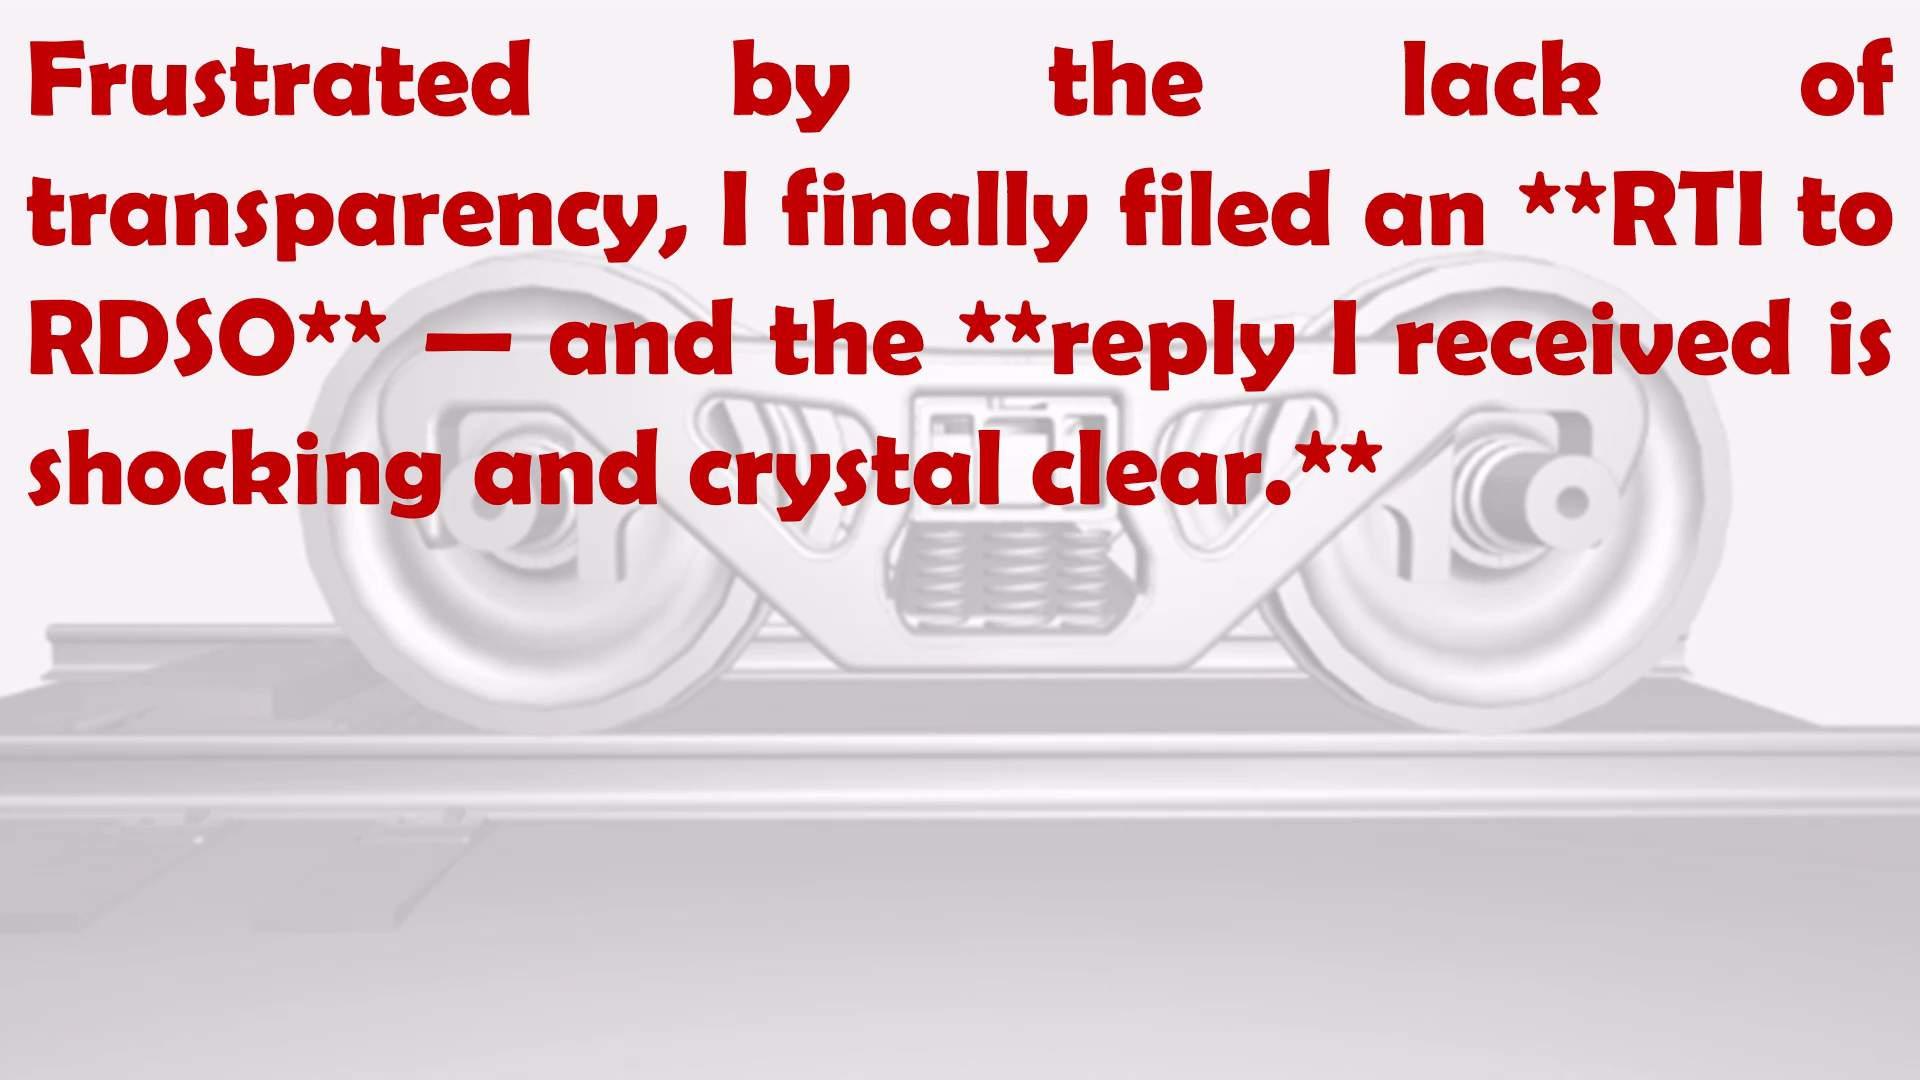 Frustrated by the lack of
transparency, I finally filed an **RTI to
RDSO** — and the **reply I received is
shocking and crystal clear.**